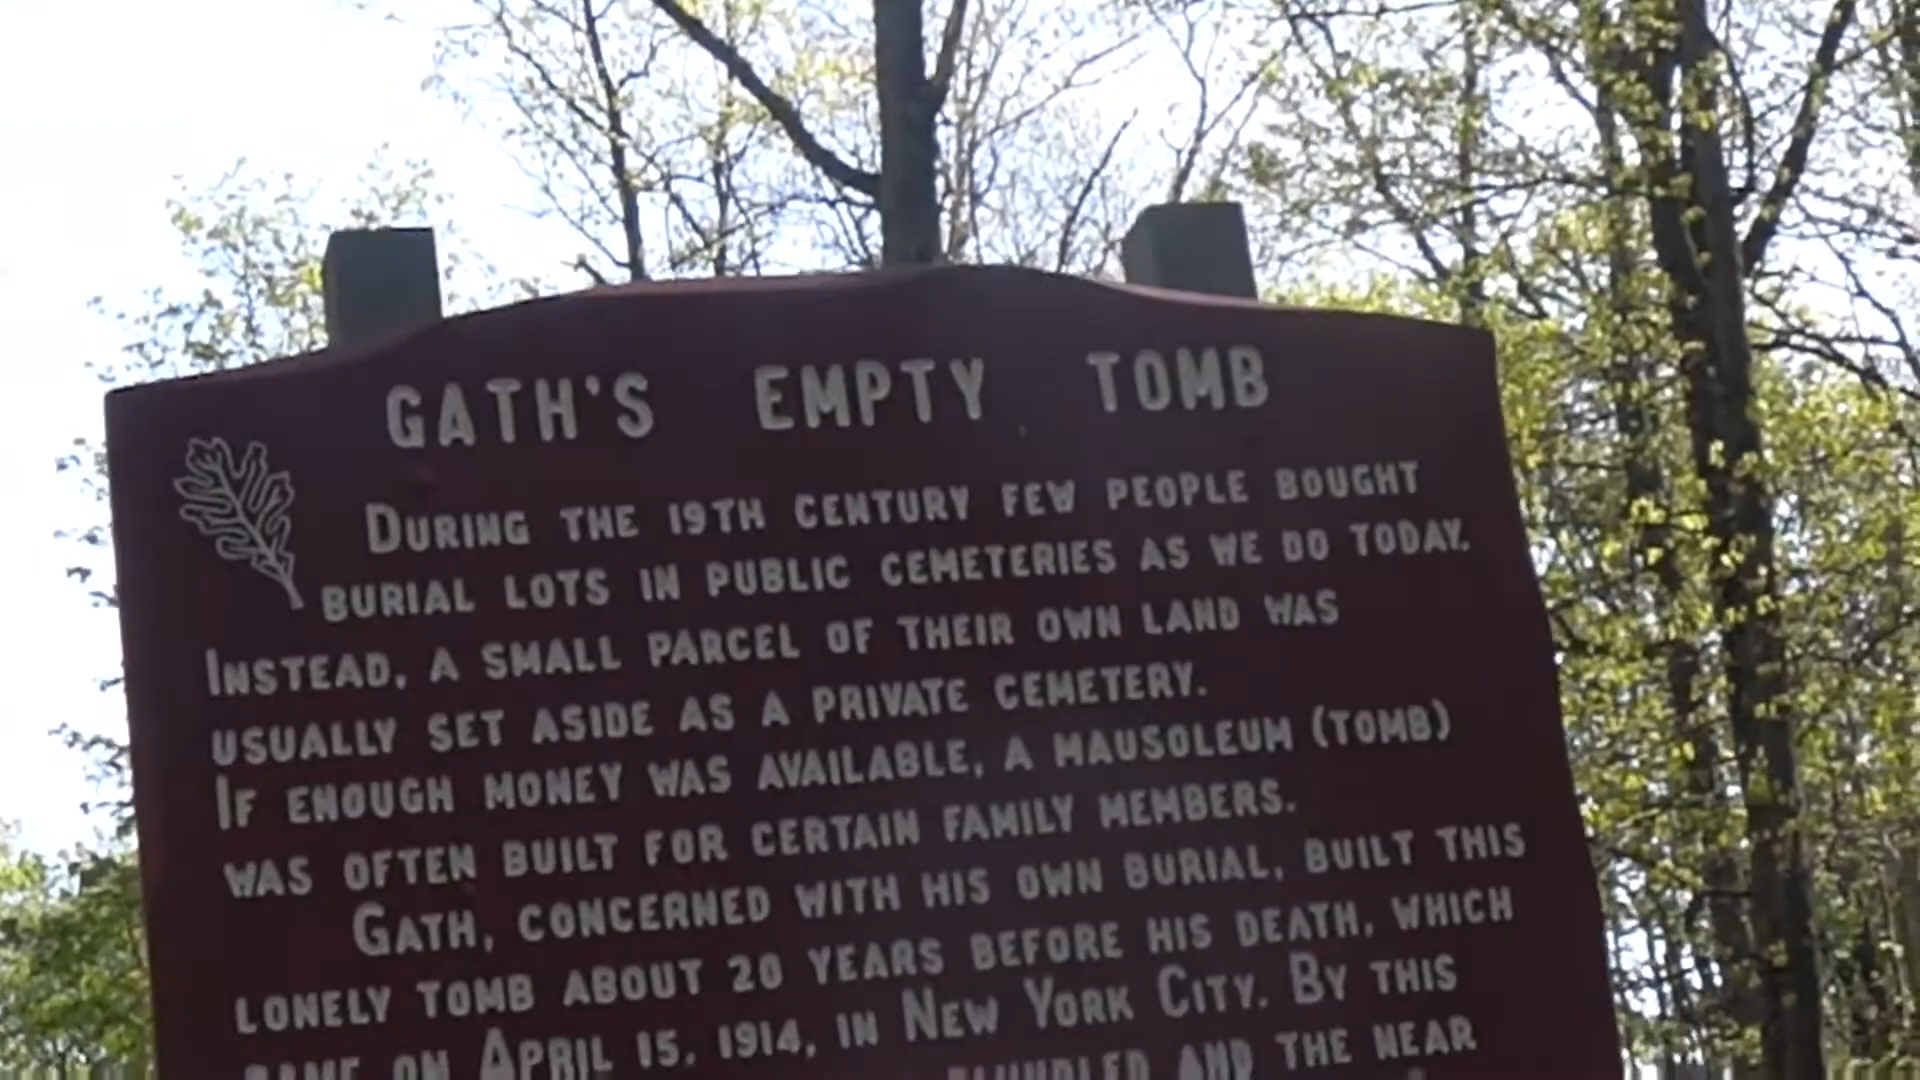 GATH'S EMPTY TOMB
DURING THE 19TH CENTURY FEW PEOPLE BOUGHT
BURIAL LOTS IN PUBLIC CEMETERIES AS WE DO TODAY.
INSTEAD, A SMALL PARCEL OF THEIR OWN LAND WAS
USUALLY SET ASIDE AS A PRIVATE CEMETERY.
IF ENOUGH MONEY WAS AVAILABLE, A MAUSOLEUM (TOMB)
WAS OFTEN BUILT FOR CERTAIN FAMILY MEMBERS.
GATH, CONCERNED WITH HIS OWN BURIAL, BUILT THIS
LONELY TOMB ABOUT 20 YEARS BEFORE HIS DEATH, WHICH
CAME ON APRIL 15, 1914, IN NEW YORK CITY. BY THIS
AND THE NEAR